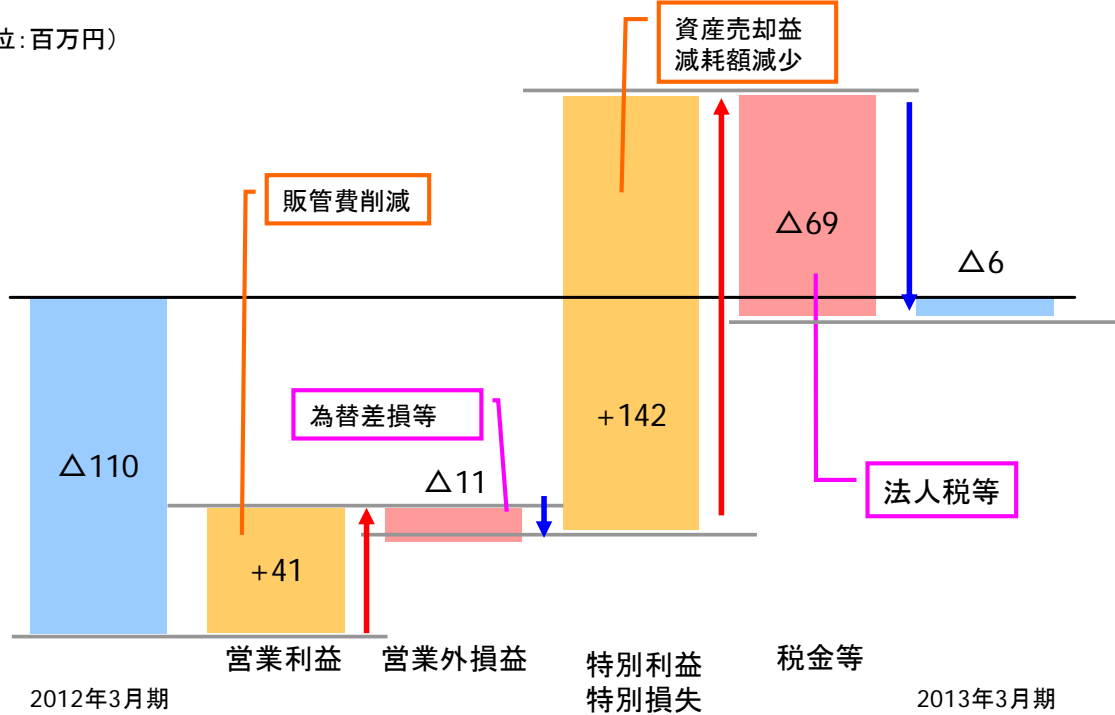 位:百万円)
資産売却益
減耗額減少
販管費削減
△69
△6
為替差損等
+142
△110
△11
法人税等
+41
営業利益
営業外損益
特別利益
特別損失
税金等
2012年3月期
2013年3月期